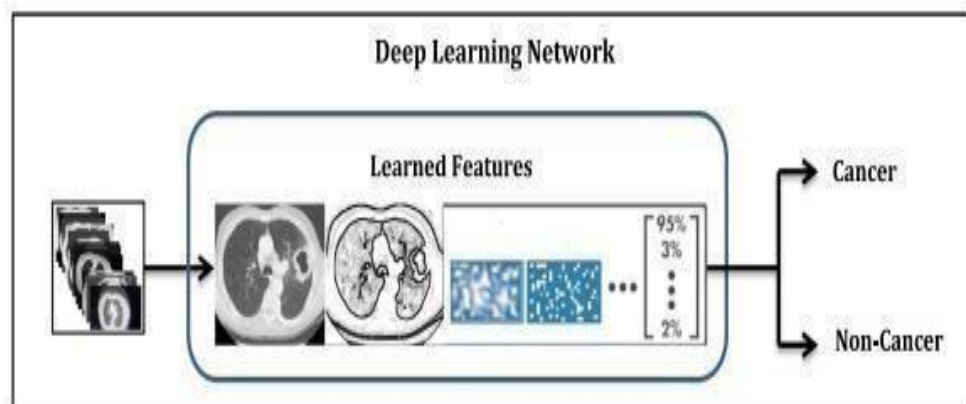 Deep Learning Network
Learned Features
Cancer
95%
3%
2%
Non-Cancer